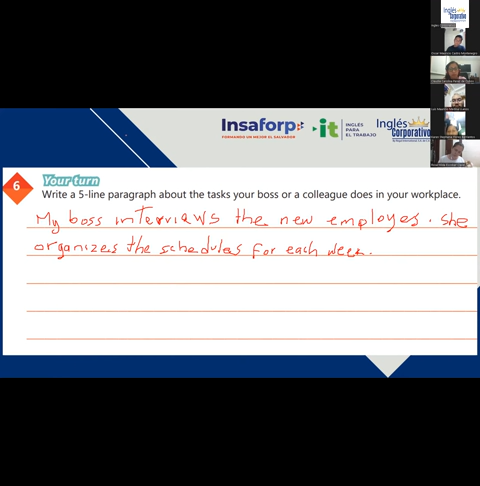 Inglés
Corporativo
Insaforp
TORNANDO UN MEJOR EL SALVADOR
it
INGLÉS
PARA
EL TRABAJO
Inglés
Corporativo
6
Your turn
Write a 5-line paragraph about the tasks your boss or a colleague does in your workplace.
My boss interviews the new employes. She
organizes the schedules for each week.